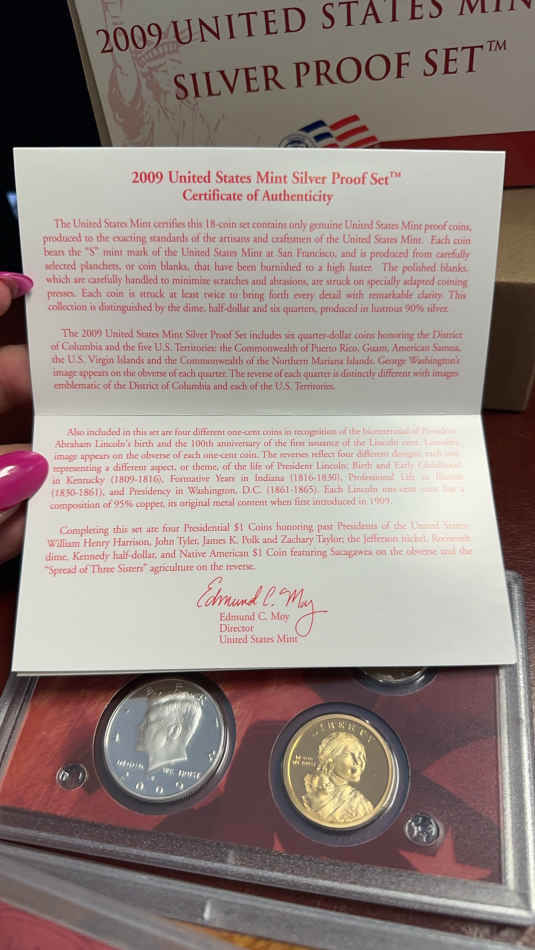 2009 UNITED STATES MIN
SILVER PROOF SET™
2009 United States Mint Silver Proof Set™
Certificate of Authenticity
The United States Mint certifies this 18-coin set contains only genuine United States Mint proof coins,
produced to the exacting standards of the artisans and craftsmen of the United States Mint. Each coin
bears the "S" mint mark of the United States Mint at San Francisco, and is produced from carefully
selected planchets, or coin blanks, that have been burnished to a high luster. The polished blanks,
which are carefully handled to minimize scratches and abrasions, are struck on specially adapted coining
presses. Each coin is struck at least twice to bring forth every detail with remarkable clarity. This
collection is distinguished by the dime, half-dollar and six quarters, produced in lustrous 90% silver.
The 2009 United States Mint Silver Proof Set includes six quarter-dollar coins honoring the District
of Columbia and the five U.S. Territories: the Commonwealth of Puerto Rico, Guam, American Samoa,
the U.S. Virgin Islands and the Commonwealth of the Northern Mariana Islands. George Washington's
image appears on the obverse of each quarter. The reverse of each quarter is distinctly different with images
emblematic of the District of Columbia and each of the U.S. Territories.
Also included in this set are four different one-cent coins in recognition of the bicentennial of President
Abraham Lincoln's birth and the 100th anniversary of the first issuance of the Lincoln cent. Lincoln's
image appears on the obverse of each one-cent coin. The reverses reflect four different designs, each one
representing a different aspect, or theme, of the life of President Lincoln; Birth and Early Childhood
in Kentucky (1809-1816), Formative Years in Indiana (1816-1830), Professional Life in Illinois
(1830-1861), and Presidency in Washington, D.C. (1861-1865). Each Lincoln one-cent coin has a
composition of 95% copper, its original metal content when first introduced in 1909.
Completing this set are four Presidential $1 Coins honoring past Presidents of the United States:
William Henry Harrison, John Tyler, James K. Polk and Zachary Taylor; the Jefferson nickel, Roosevelt
dime, Kennedy half-dollar, and Native American $1 Coin featuring Sacagawea on the obverse and the
"Spread of Three Sisters" agriculture on the reverse.
Edmund C. Moy
Edmund C. Moy
Director
United States Mint
IN GOD WE TRUST
2009
LIBERTY
IN GOD
WE TRUST